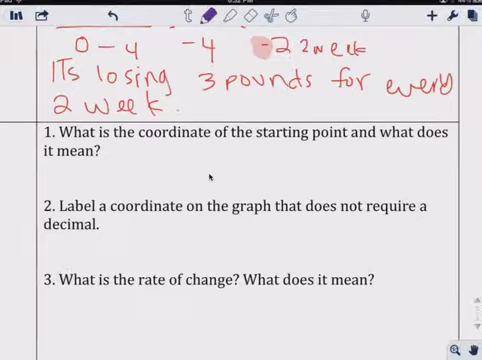 0 - 4 - 4 - 2 2 week
ITs losing 3 pounds for every
2 week.
1. What is the coordinate of the starting point and what does
it mean?
2. Label a coordinate on the graph that does not require a
decimal.
3. What is the rate of change? What does it mean?